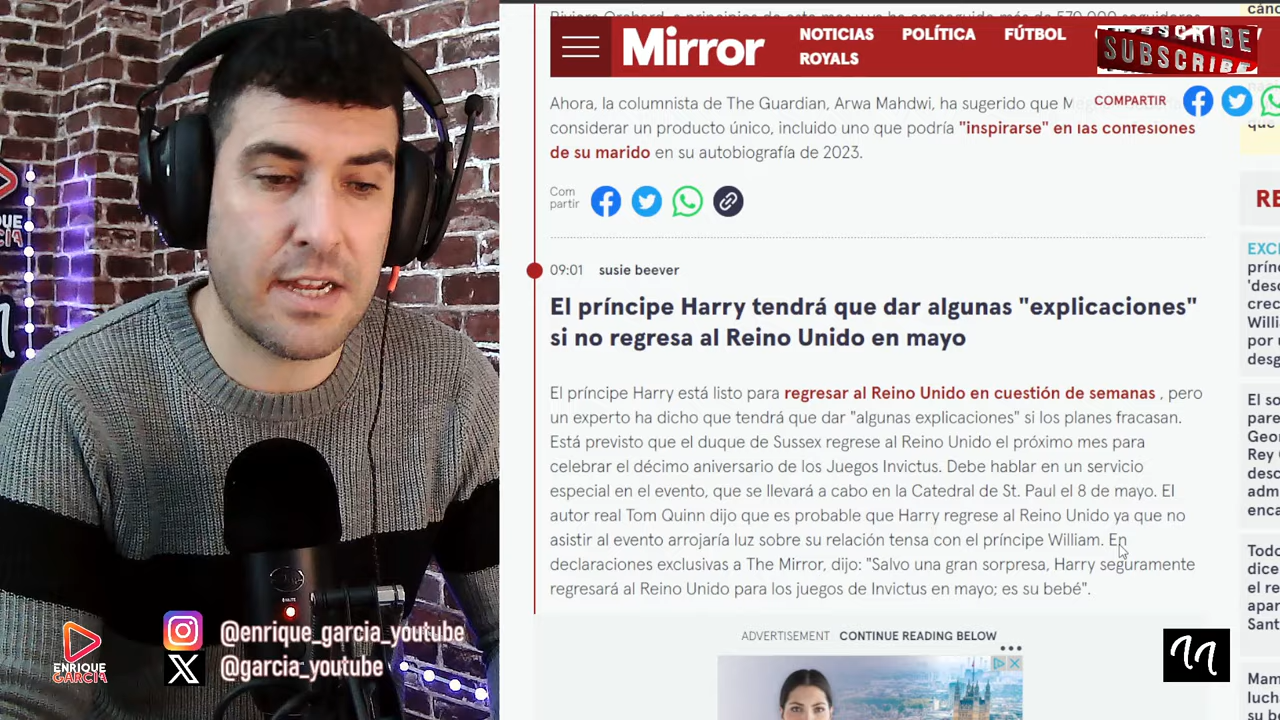 Mirror
NOTICIAS
POLÍTICA
FÚTBOL
ROYALS
SUBSCRIBE
Ahora, la columnista de The Guardian, Arwa Mahdwi, ha sugerido que
COMPARTIR
considerar un producto único, incluido uno que podría "inspirarse" en las confesiones
de su marido en su autobiografía de 2023.
Com
partir
09:01 susie beever
El príncipe Harry tendrá que dar algunas "explicaciones"
si no regresa al Reino Unido en mayo
El príncipe Harry está listo para regresar al Reino Unido en cuestión de semanas , pero
un experto ha dicho que tendrá que dar "algunas explicaciones" si los planes fracasan.
Está previsto que el duque de Sussex regrese al Reino Unido el próximo mes para
celebrar el décimo aniversario de los Juegos Invictus. Debe hablar en un servicio
especial en el evento, que se llevará a cabo en la Catedral de St. Paul el 8 de mayo. El
autor real Tom Quinn dijo que es probable que Harry regrese al Reino Unido ya que no
asistir al evento arrojaría luz sobre su relación tensa con el príncipe William. En
declaraciones exclusivas a The Mirror, dijo: "Salvo una gran sorpresa, Harry seguramente
regresará al Reino Unido para los juegos de Invictus en mayo; es su bebé".
ADVERTISEMENT CONTINUE READING BELOW
ENRIQUE
GARCIA
@enrique_garcia_youtube
@garcia_youtube